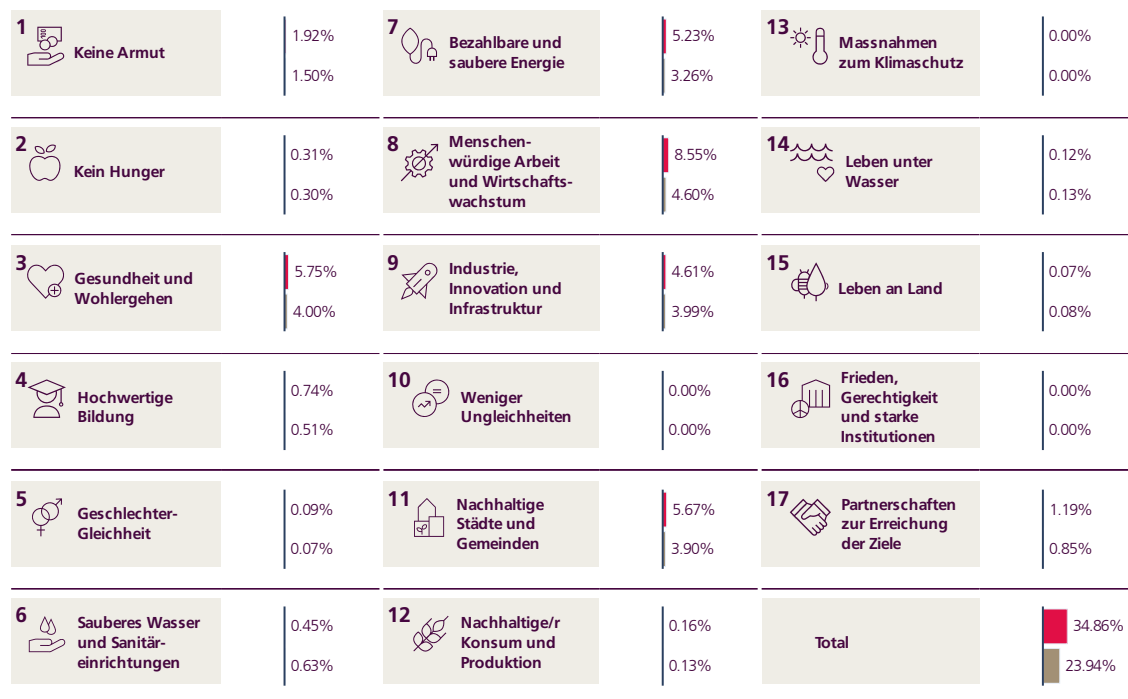 1
Keine Armut
1.92%
1.50%
2
Kein Hunger
0.31%
0.30%
3
Gesundheit und
Wohlergehen
5.75%
4.00%
4
Hochwertige
Bildung
0.74%
0.51%
5
Geschlechter-
Gleichheit
0.09%
0.07%
6
Sauberes Wasser
und Sanitär-
einrichtungen
0.45%
0.63%
7
Bezahlbare und
saubere Energie
5.23%
3.26%
8
Menschen-
würdige Arbeit
und Wirtschafts-
wachstum
8.55%
4.60%
9
Industrie,
Innovation und
Infrastruktur
4.61%
3.99%
10
Weniger
Ungleichheiten
0.00%
0.00%
11
Nachhaltige
Städte und
Gemeinden
5.67%
3.90%
12
Nachhaltige/r
Konsum und
Produktion
0.16%
0.13%
13
Massnahmen
zum Klimaschutz
0.00%
0.00%
14
Leben unter
Wasser
0.12%
0.13%
15
Leben an Land
0.07%
0.08%
16
Frieden,
Gerechtigkeit
und starke
Institutionen
0.00%
0.00%
17
Partnerschaften
zur Erreichung
der Ziele
1.19%
0.85%
Total
34.86%
23.94%